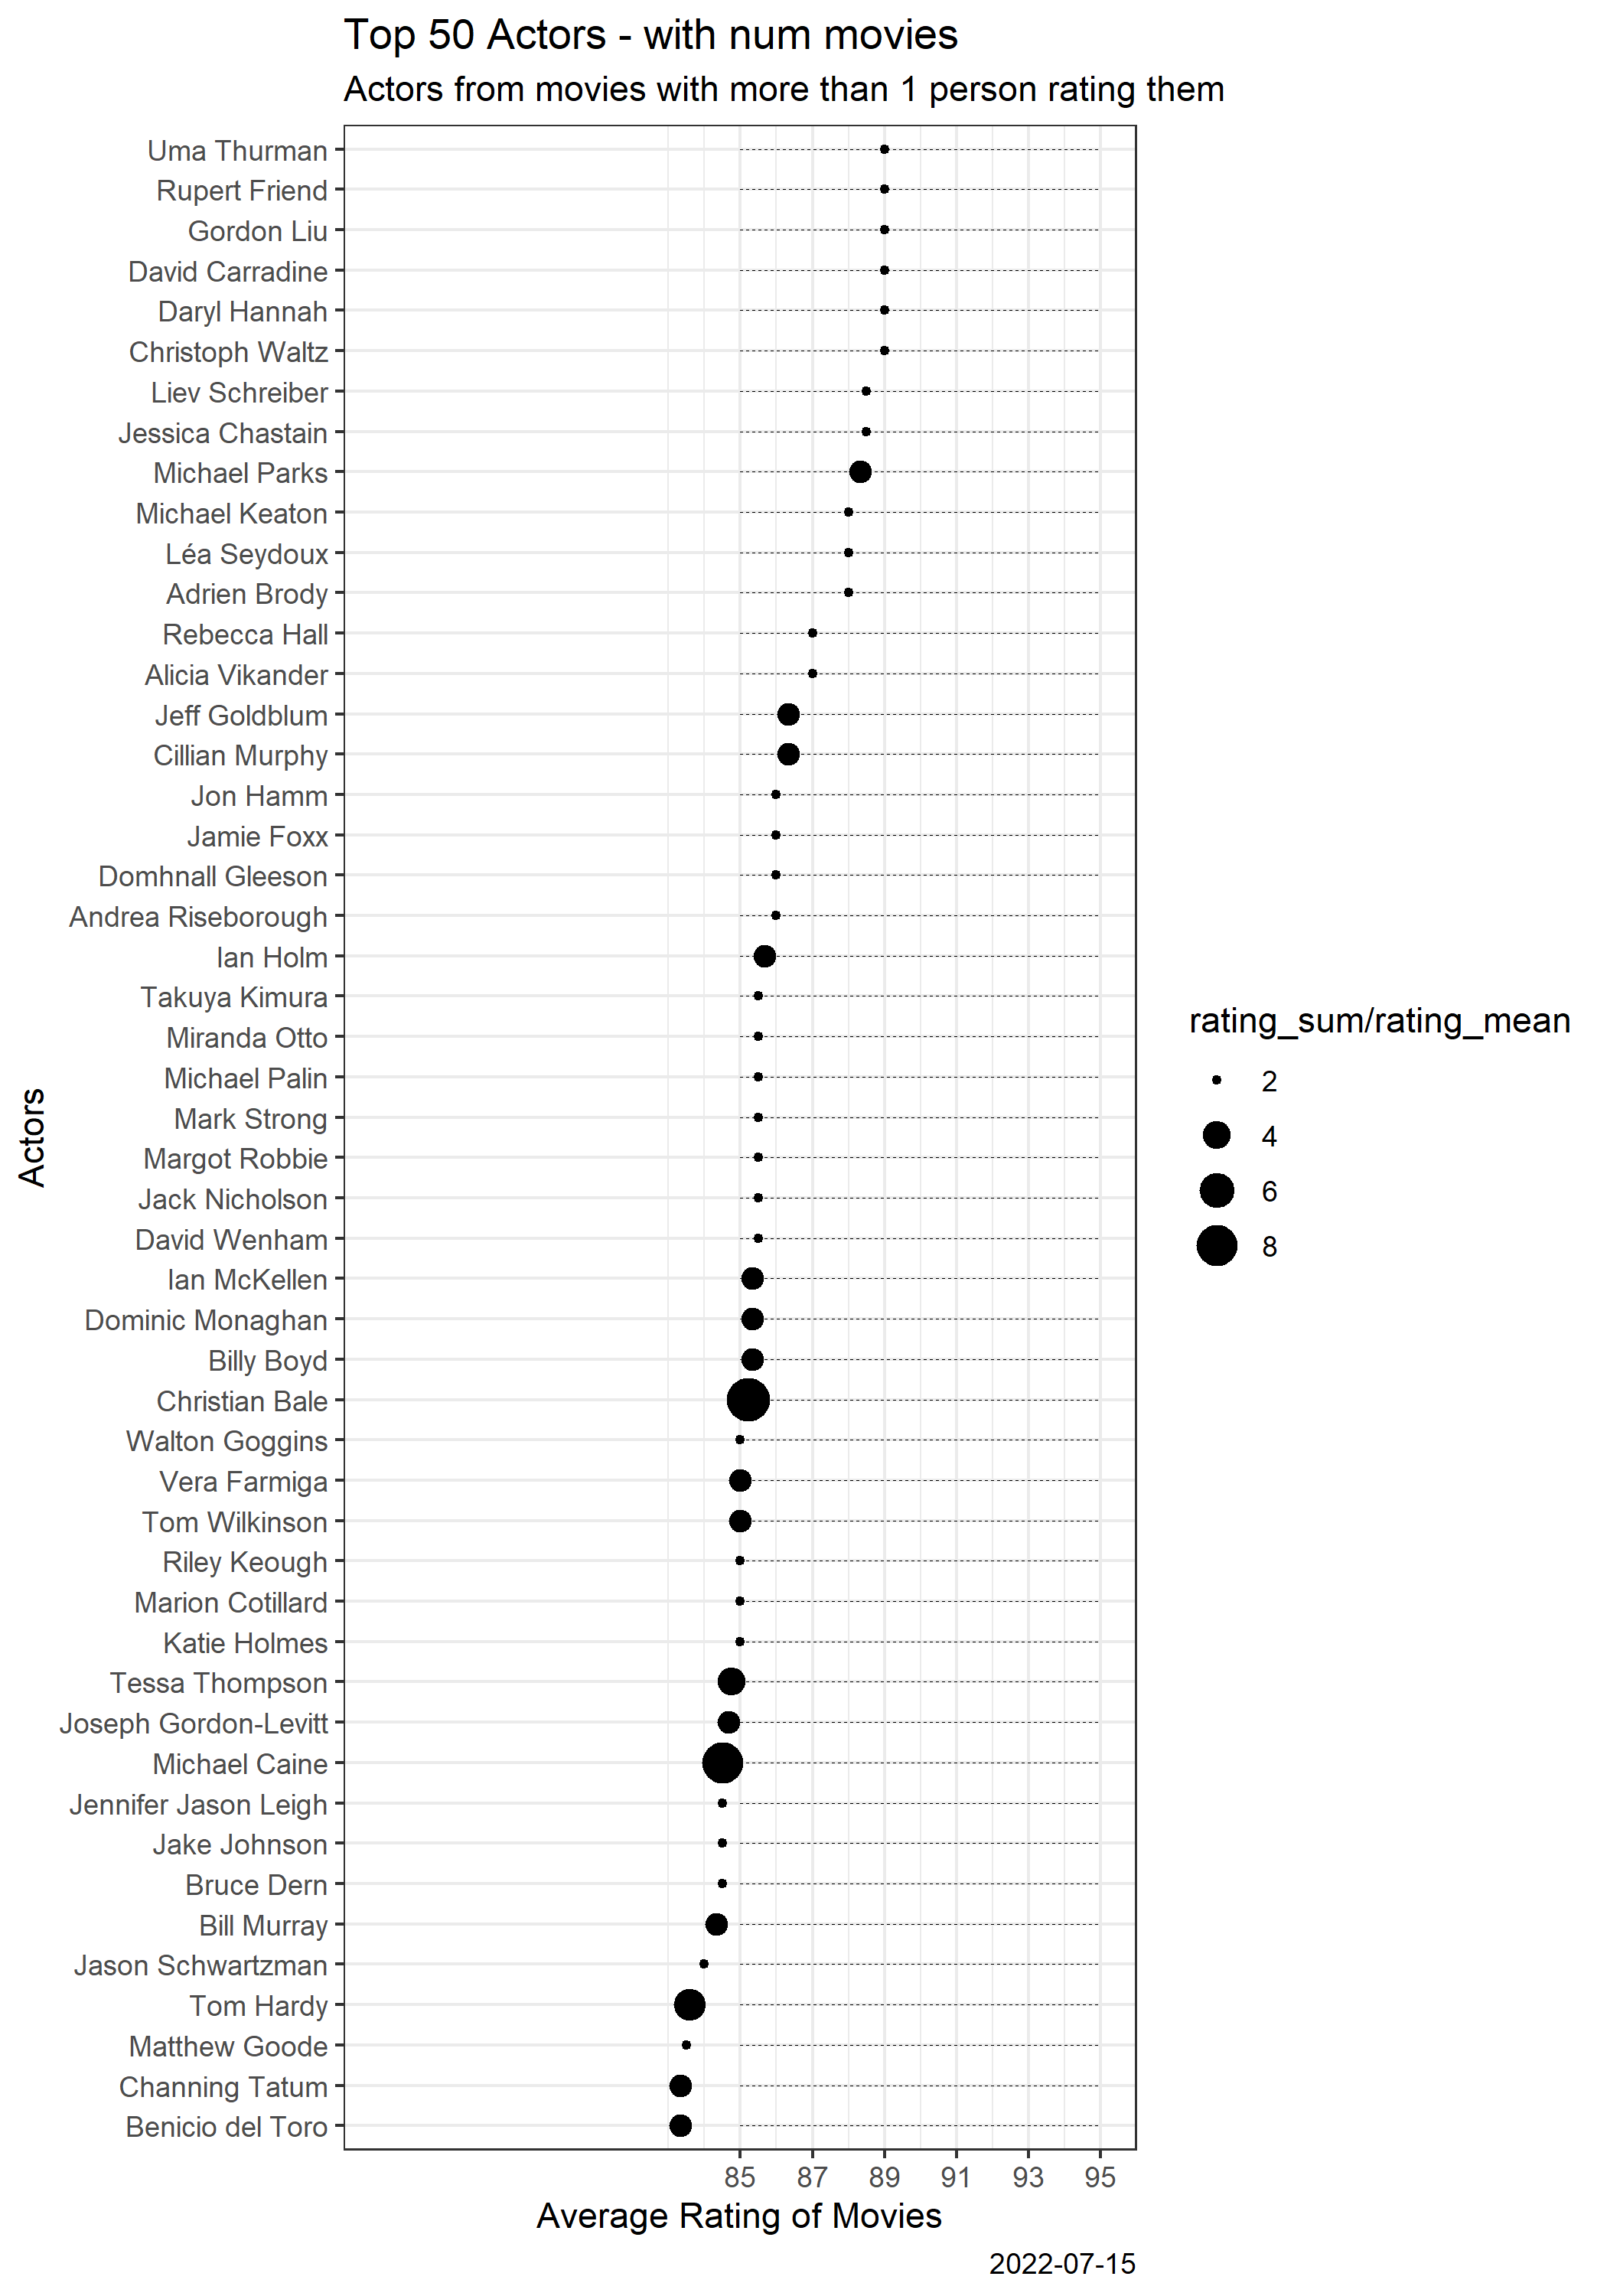 Top 50 Actors - with num movies
Actors from movies with more than 1 person rating them
Uma Thurman
Rupert Friend
Gordon Liu
David Carradine
Daryl Hannah
Christoph Waltz
Liev Schreiber
Jessica Chastain
Michael Parks
Michael Keaton
Léa Seydoux
Adrien Brody
Rebecca Hall
Alicia Vikander
Jeff Goldblum
Cillian Murphy
Jon Hamm
Jamie Foxx
Domhnall Gleeson
Andrea Riseborough
Ian Holm
Takuya Kimura
Miranda Otto
Michael Palin
Mark Strong
Margot Robbie
Jack Nicholson
David Wenham
Ian McKellen
Dominic Monaghan
Billy Boyd
Christian Bale
Walton Goggins
Vera Farmiga
Tom Wilkinson
Riley Keough
Marion Cotillard
Katie Holmes
Tessa Thompson
Joseph Gordon-Levitt
Michael Caine
Jennifer Jason Leigh
Jake Johnson
Bruce Dern
Bill Murray
Jason Schwartzman
Tom Hardy
Matthew Goode
Channing Tatum
Benicio del Toro
Actors
85 87 89 91 93 95
Average Rating of Movies
rating_sum/rating_mean
2
4
6
8
2022-07-15